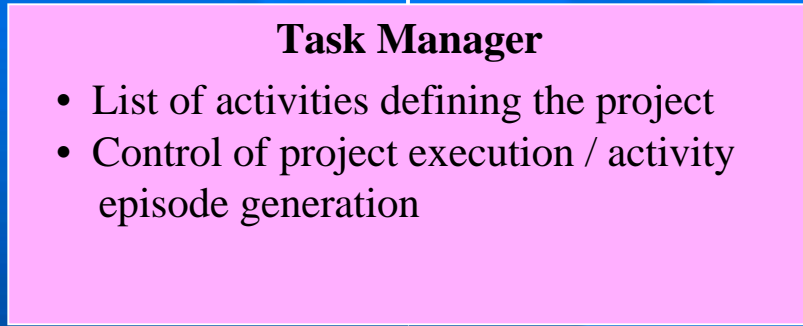 Task Manager
• List of activities defining the project
• Control of project execution / activity
episode generation